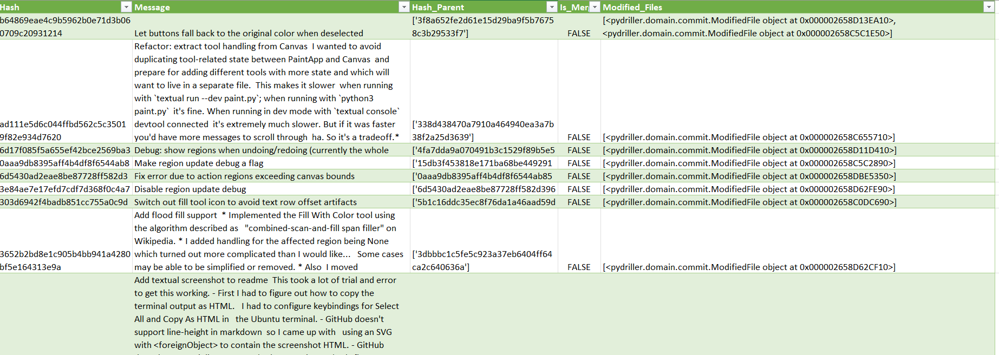 Hash Message Hash_Parent Is_Mer Modified_Files
b64869eae4c9b5962b0e71d3b06 ['3f8a652fe2d61e15d29ba9f5b7675 [<pydriller.domain.commit.ModifiedFile object at 0x000002658D13EA10>,
0709c20931214 Let buttons fall back to the original color when deselected 8c3b29533f7'] FALSE <pydriller.domain.commit.ModifiedFile object at 0x000002658C5C1E50>]
Refactor: extract tool handling from Canvas  I wanted to avoid
duplicating tool-related state between PaintApp and Canvas  and
prepare for adding different tools with more state and which will
want to live in a separate file.  This makes it slower  when running
with `textual run --dev paint.py`; when running with `python3
paint.py`  it's fine. When running in dev mode with `textual console`
ad111e5d6c044ffbd562c5c3501 devtool connected  it's extremely much slower. But if it was faster ['338d438470a7910a464940ea3a7b
9f82e934d7620 you'd have more messages to scroll through  ha. So it's a tradeoff.* 38f2a25d3639'] FALSE [<pydriller.domain.commit.ModifiedFile object at 0x000002658C655710>]
6d17f085f5a655ef42bce2569ba3 Debug: show regions when undoing/redoing (currently the whole ['4fa7dda9a070491b3c1529f89b5e5 FALSE [<pydriller.domain.commit.ModifiedFile object at 0x000002658D11D410>]
0aaa9db8395aff4b4df8f6544ab8 Make region update debug a flag ['15db3f453818e171ba68be449291 FALSE [<pydriller.domain.commit.ModifiedFile object at 0x000002658C5C2890>]
6d5430ad2eae8be87728ff582d3 Fix error due to action regions exceeding canvas bounds ['0aaa9db8395aff4b4df8f6544ab85 FALSE [<pydriller.domain.commit.ModifiedFile object at 0x000002658DBE5350>]
3e84ae7e17efd7cdf7d368f0c4a7 Disable region update debug ['6d5430ad2eae8be87728ff582d396 FALSE [<pydriller.domain.commit.ModifiedFile object at 0x000002658D62FE90>]
303d6942f4badb851cc755a0c9d Switch out fill tool icon to avoid text row offset artifacts ['5b1c16ddc35ec8f76da1a46aad59d FALSE [<pydriller.domain.commit.ModifiedFile object at 0x000002658C0DC690>]
Add flood fill support  * Implemented the Fill With Color tool using
the algorithm described as   "combined-scan-and-fill span filler" on
Wikipedia. * I added handling for the affected region being None
which turned out more complicated than I would like...   Some cases
3652b2bd8e1c905b4bb941a4280 may be able to be simplified or removed. * Also  I moved ['3dbbbc1c5fe5c923a37eb6404ff64
bf5e164313e9a ca2c640636a'] FALSE [<pydriller.domain.commit.ModifiedFile object at 0x000002658D62CF10>]
Add textual screenshot to readme  This took a lot of trial and error
to get this working. - First I had to figure out how to copy the
terminal output as HTML.   I had to configure keybindings for Select
All and Copy As HTML in   the Ubuntu terminal. - GitHub doesn't
support line-height in markdown  so I came up with   using an SVG
with <foreignObject> to contain the screenshot HTML. - GitHub